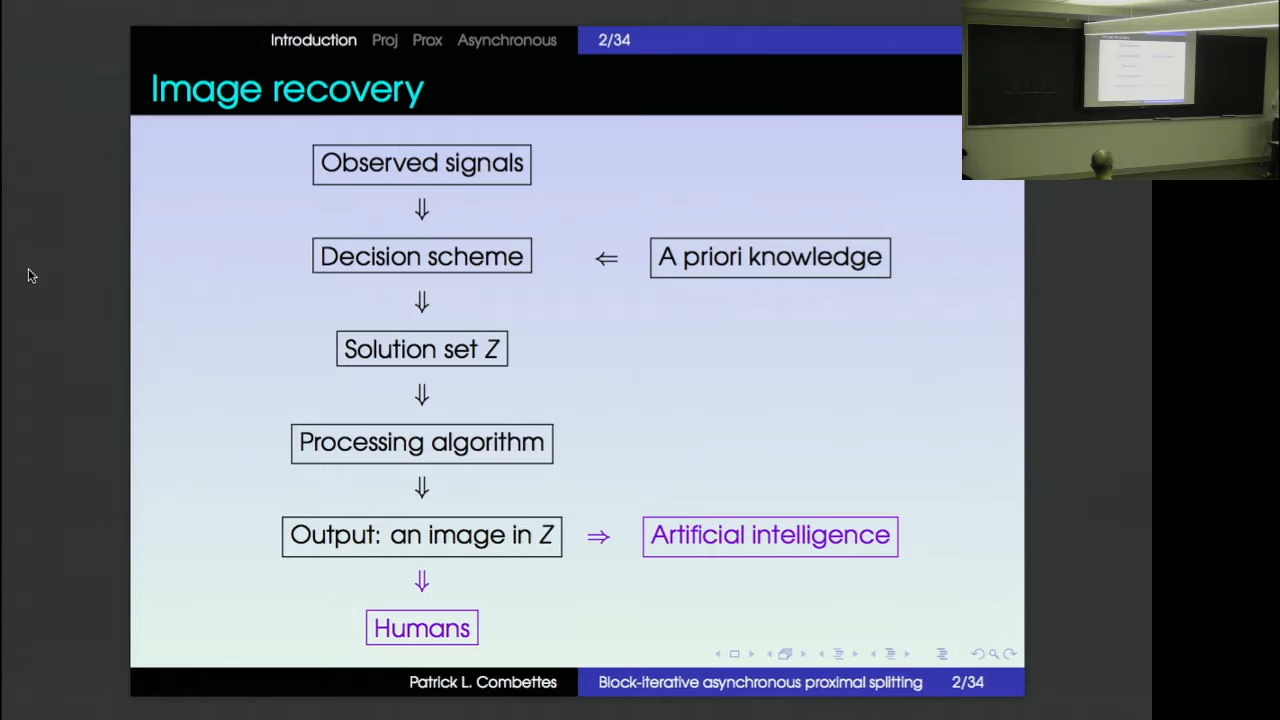 Introduction Proj Prox Asynchronous 2/34
Image recovery
Observed signals
⇓
Decision scheme ⇐ A priori knowledge
⇓
Solution set Z
⇓
Processing algorithm
⇓
Output: an image in Z ⇒ Artificial intelligence
⇓
Humans
Patrick L. Combettes Block-iterative asynchronous proximal splitting 2/34